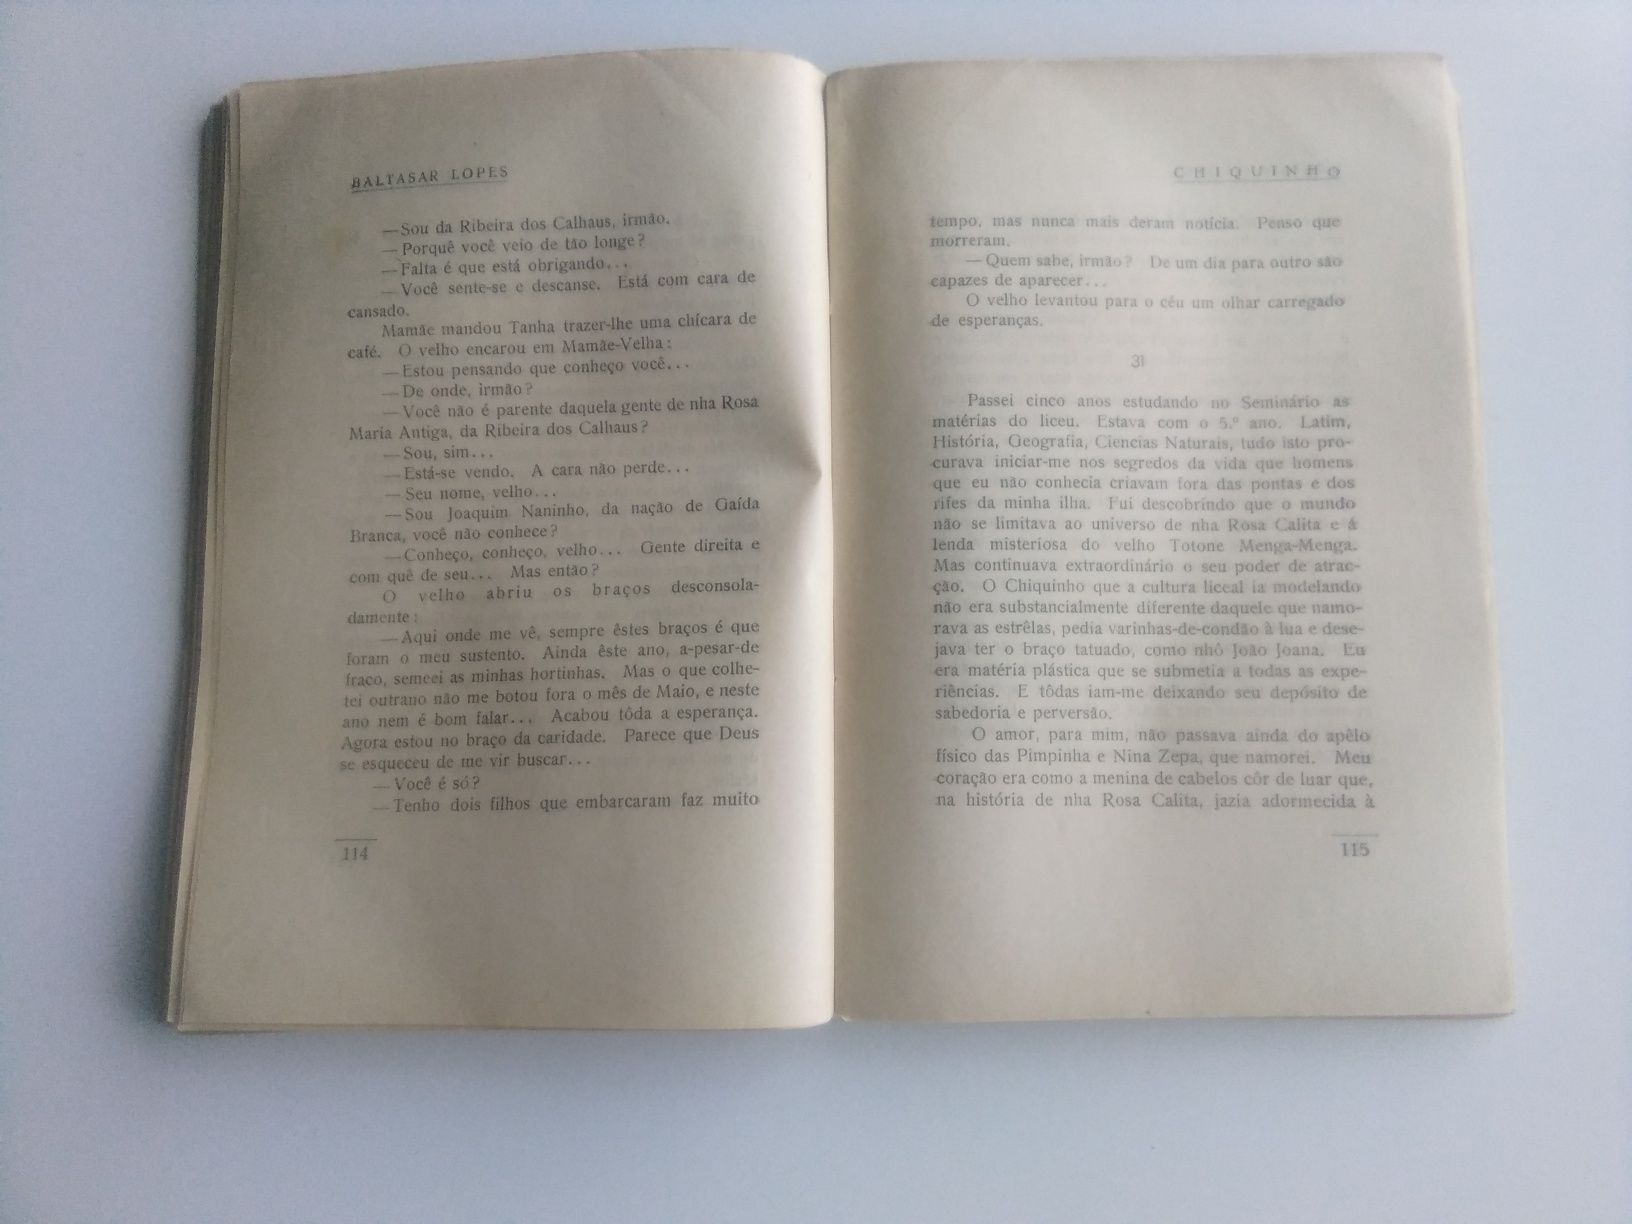 BALTASAR LOPES
—Sou da Ribeira dos Calhaus, irmão.
—Porquê você veio de tão longe?
—Falta é que está obrigando...
—Você sente-se e descanse. Está com cara de
cansado.
Mamãe mandou Tanha trazer-lhe uma chícara de
café. O velho encarou em Mamãe-Velha:
—Estou pensando que conheço você...
—De onde, irmão?
—Você não é parente daquela gente de nha Rosa
Maria Antiga, da Ribeira dos Calhaus?
—Sou, sim...
—Está-se vendo. A cara não perde...
—Seu nome, velho...
—Sou Joaquim Naninho, da nação de Gaída
Branca, você não conhece?
—Conheço, conheço, velho... Gente direita e
com quê de seu... Mas então?
O velho abriu os braços desconsola-
damente:
—Aqui onde me vê, sempre êstes braços é que
foram o meu sustento. Ainda êste ano, a-pesar-de
fraco, semeei as minhas hortinhas. Mas o que colhe-
tei outrano não me botou fora o mês de Maio, e neste
ano nem é bom falar... Acabou tôda a esperança.
Agora estou no braço da caridade. Parece que Deus
se esqueceu de me vir buscar...
—Você é só?
—Tenho dois filhos que embarcaram faz muito
114
CHIQUINHO
tempo, mas nunca mais deram notícia. Penso que
morreram.
—Quem sabe, irmão? De um dia para outro são
capazes de aparecer...
O velho levantou para o céu um olhar carregado
de esperanças.
31
Passei cinco anos estudando no Seminário as
matérias do liceu. Estava com o 5.º ano. Latim,
História, Geografia, Ciencias Naturais, tudo isto pro-
curava iniciar-me nos segredos da vida que homens
que eu não conhecia criavam fora das pontas e dos
rifes da minha ilha. Fui descobrindo que o mundo
não se limitava ao universo de nha Rosa Calita e á
lenda misteriosa do velho Totone Menga-Menga.
Mas continuava extraordinário o seu poder de atrac-
ção. O Chiquinho que a cultura liceal ia modelando
não era substancialmente diferente daquele que namo-
rava as estrêlas, pedia varinhas-de-condão à lua e dese-
java ter o braço tatuado, como nhô João Joana. Eu
era matéria plástica que se submetia a todas as expe-
riências. E tôdas iam-me deixando seu depósito de
sabedoria e perversão.
O amor, para mim, não passava ainda do apêlo
físico das Pimpinha e Nina Zepa, que namorei. Meu
coração era como a menina de cabelos côr de luar que,
na história de nha Rosa Calita, jazia adormecida à
115